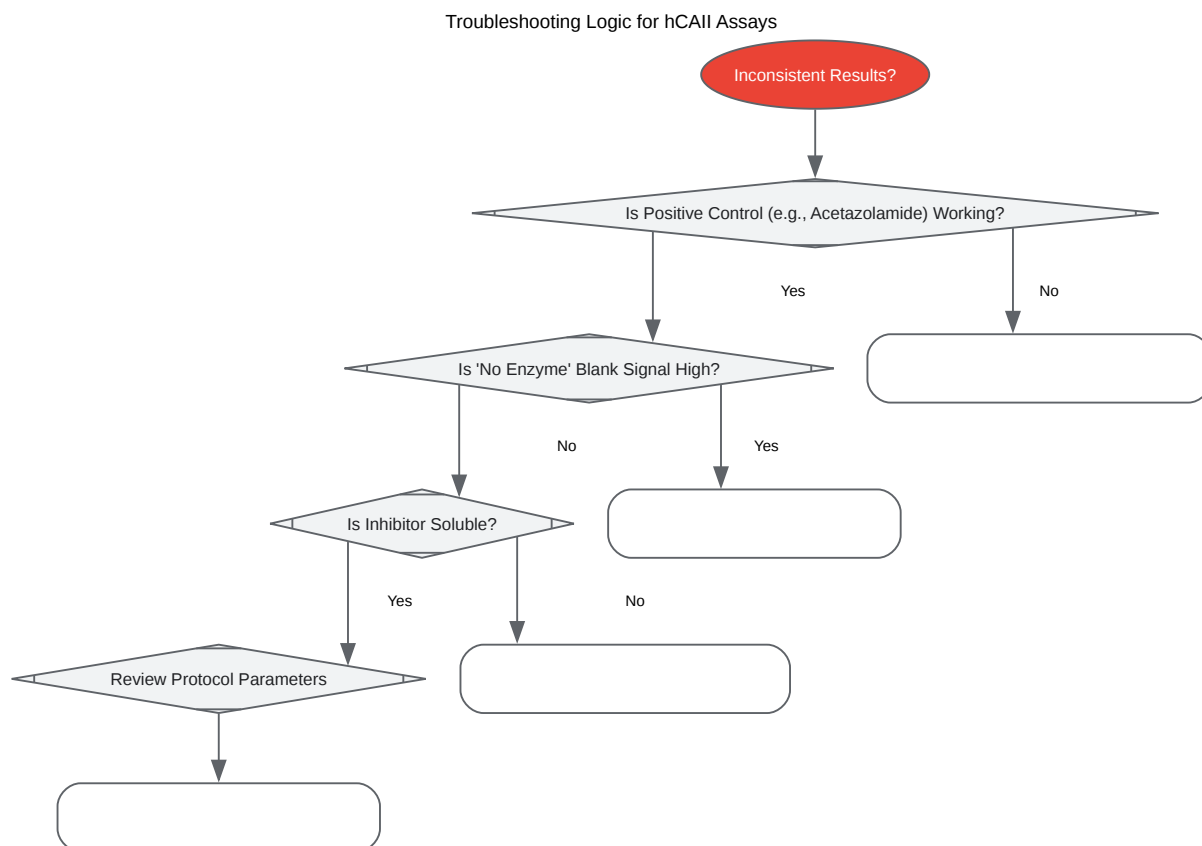 Troubleshooting Logic for hCAII Assays
Inconsistent Results?
Is Positive Control (e.g., Acetazolamide) Working?
Yes
No
Is 'No Enzyme' Blank Signal High?
No
Yes
Is Inhibitor Soluble?
Yes
No
Review Protocol Parameters